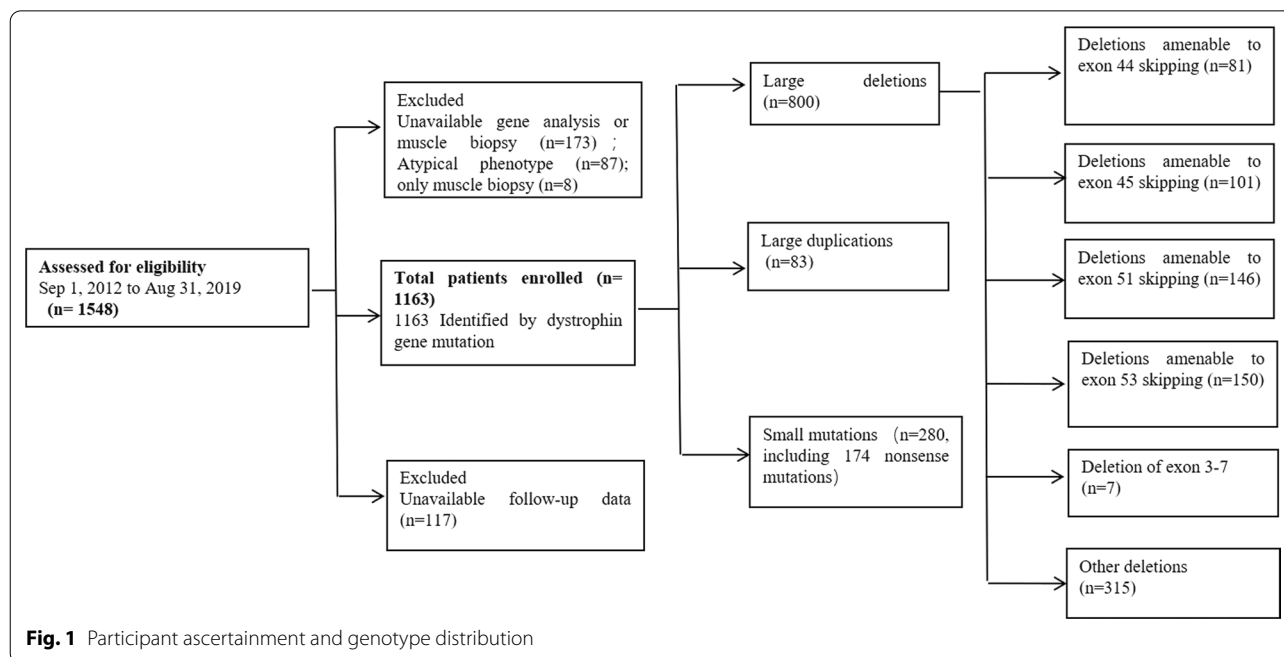 Assessed for eligibility
Sep 1, 2012 to Aug 31, 2019
(n= 1548)
Excluded
Unavailable gene analysis or
muscle biopsy (n=173) ;
Atypical phenotype (n=87);
only muscle biopsy (n=8)
Total patients enrolled (n=
1163)
1163 Identified by dystrophin
gene mutation
Excluded
Unavailable follow-up data
(n=117)
Large deletions
(n=800)
Large duplications
(n=83)
Small mutations (n=280,
including 174 nonsense
mutations)
Deletions amenable to
exon 44 skipping (n=81)
Deletions amenable to
exon 45 skipping (n=101)
Deletions amenable to
exon 51 skipping (n=146)
Deletions amenable to
exon 53 skipping (n=150)
Deletion of exon 3-7
(n=7)
Other deletions
(n=315)
Fig. 1 Participant ascertainment and genotype distribution